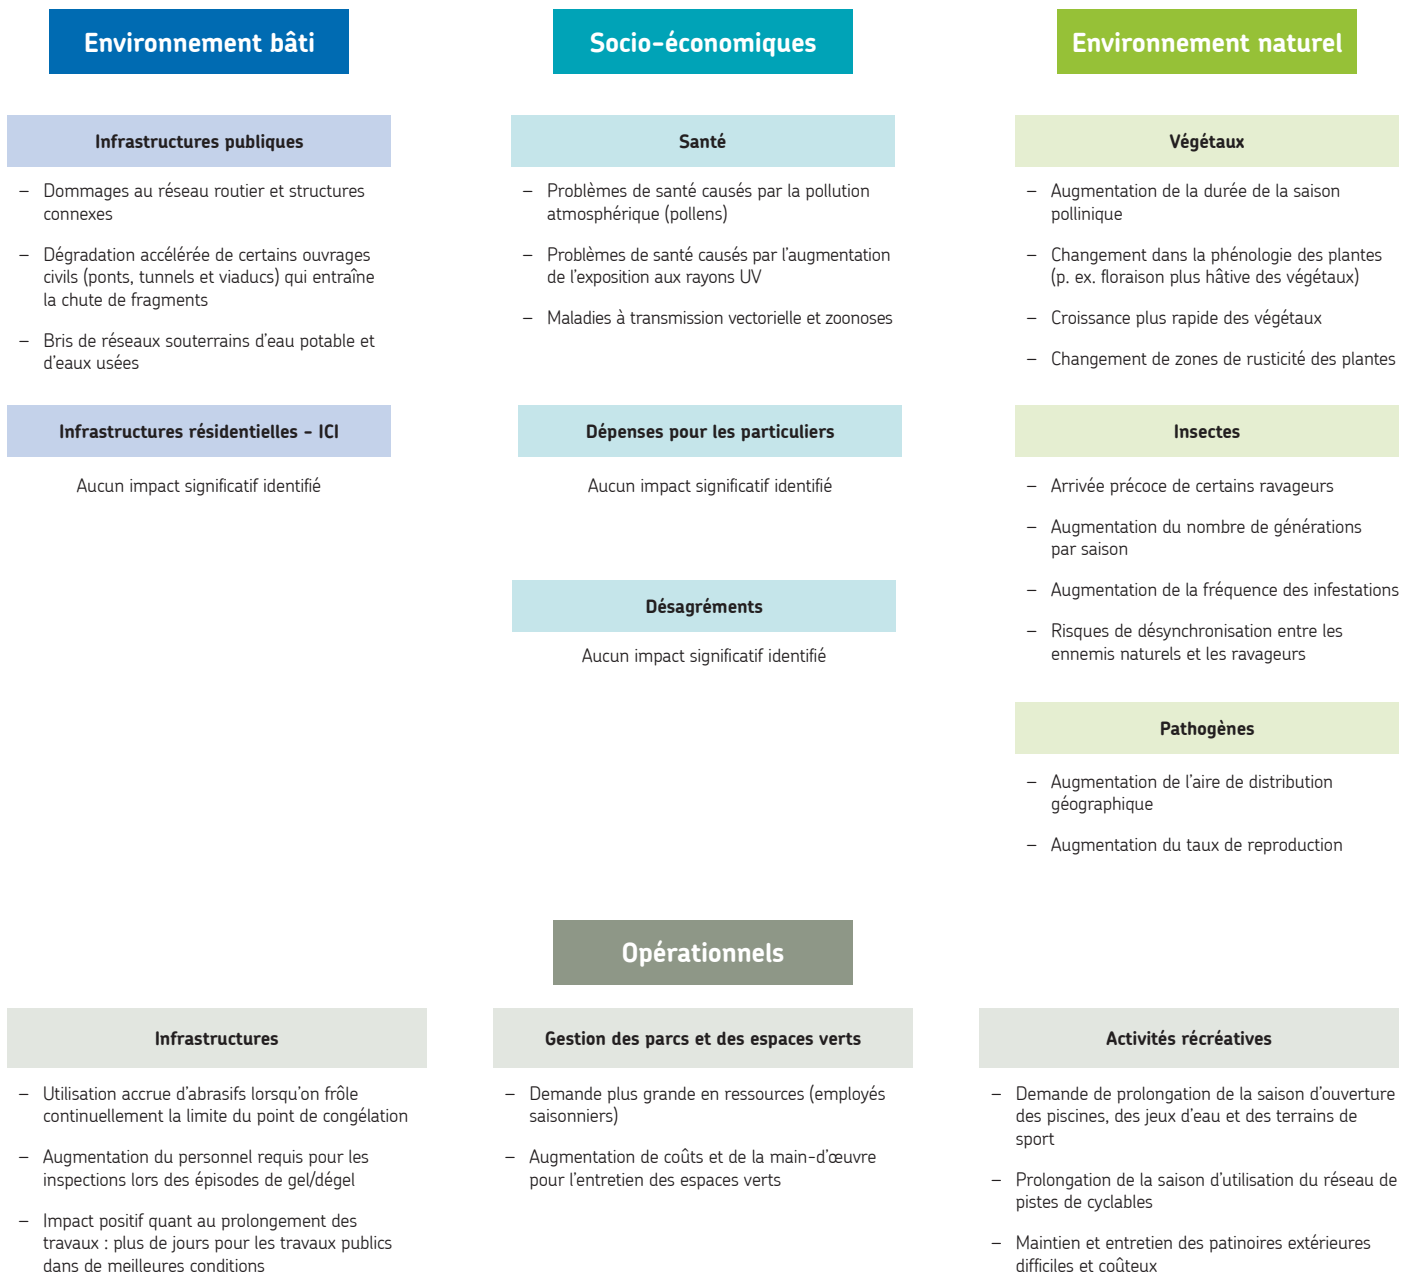 Environnement bâti
Infrastructures publiques
– Dommages au réseau routier et structures
connexes
– Dégradation accélérée de certains ouvrages
civils (ponts, tunnels et viaducs) qui entraîne
la chute de fragments
– Bris de réseaux souterrains d'eau potable et
d'eaux usées
Infrastructures résidentielles - ICI
Aucun impact significatif identifié
Socio-économiques
Santé
– Problèmes de santé causés par la pollution
atmosphérique (pollens)
– Problèmes de santé causés par l'augmentation
de l'exposition aux rayons UV
– Maladies à transmission vectorielle et zoonoses
Dépenses pour les particuliers
Aucun impact significatif identifié
Désagréments
Aucun impact significatif identifié
Environnement naturel
Végétaux
– Augmentation de la durée de la saison
pollinique
– Changement dans la phénologie des plantes
(p. ex. floraison plus hâtive des végétaux)
– Croissance plus rapide des végétaux
– Changement de zones de rusticité des plantes
Insectes
– Arrivée précoce de certains ravageurs
– Augmentation du nombre de générations
par saison
– Augmentation de la fréquence des infestations
– Risques de désynchronisation entre les
ennemis naturels et les ravageurs
Pathogènes
– Augmentation de l'aire de distribution
géographique
– Augmentation du taux de reproduction
Opérationnels
Infrastructures
– Utilisation accrue d'abrasifs lorsqu'on frôle
continuellement la limite du point de congélation
– Augmentation du personnel requis pour les
inspections lors des épisodes de gel/dégel
– Impact positif quant au prolongement des
travaux : plus de jours pour les travaux publics
dans de meilleures conditions
Gestion des parcs et des espaces verts
– Demande plus grande en ressources (employés
saisonniers)
– Augmentation de coûts et de la main-d'œuvre
pour l'entretien des espaces verts
Activités récréatives
– Demande de prolongation de la saison d'ouverture
des piscines, des jeux d'eau et des terrains de
sport
– Prolongation de la saison d'utilisation du réseau de
pistes de cyclables
– Maintien et entretien des patinoires extérieures
difficiles et coûteux